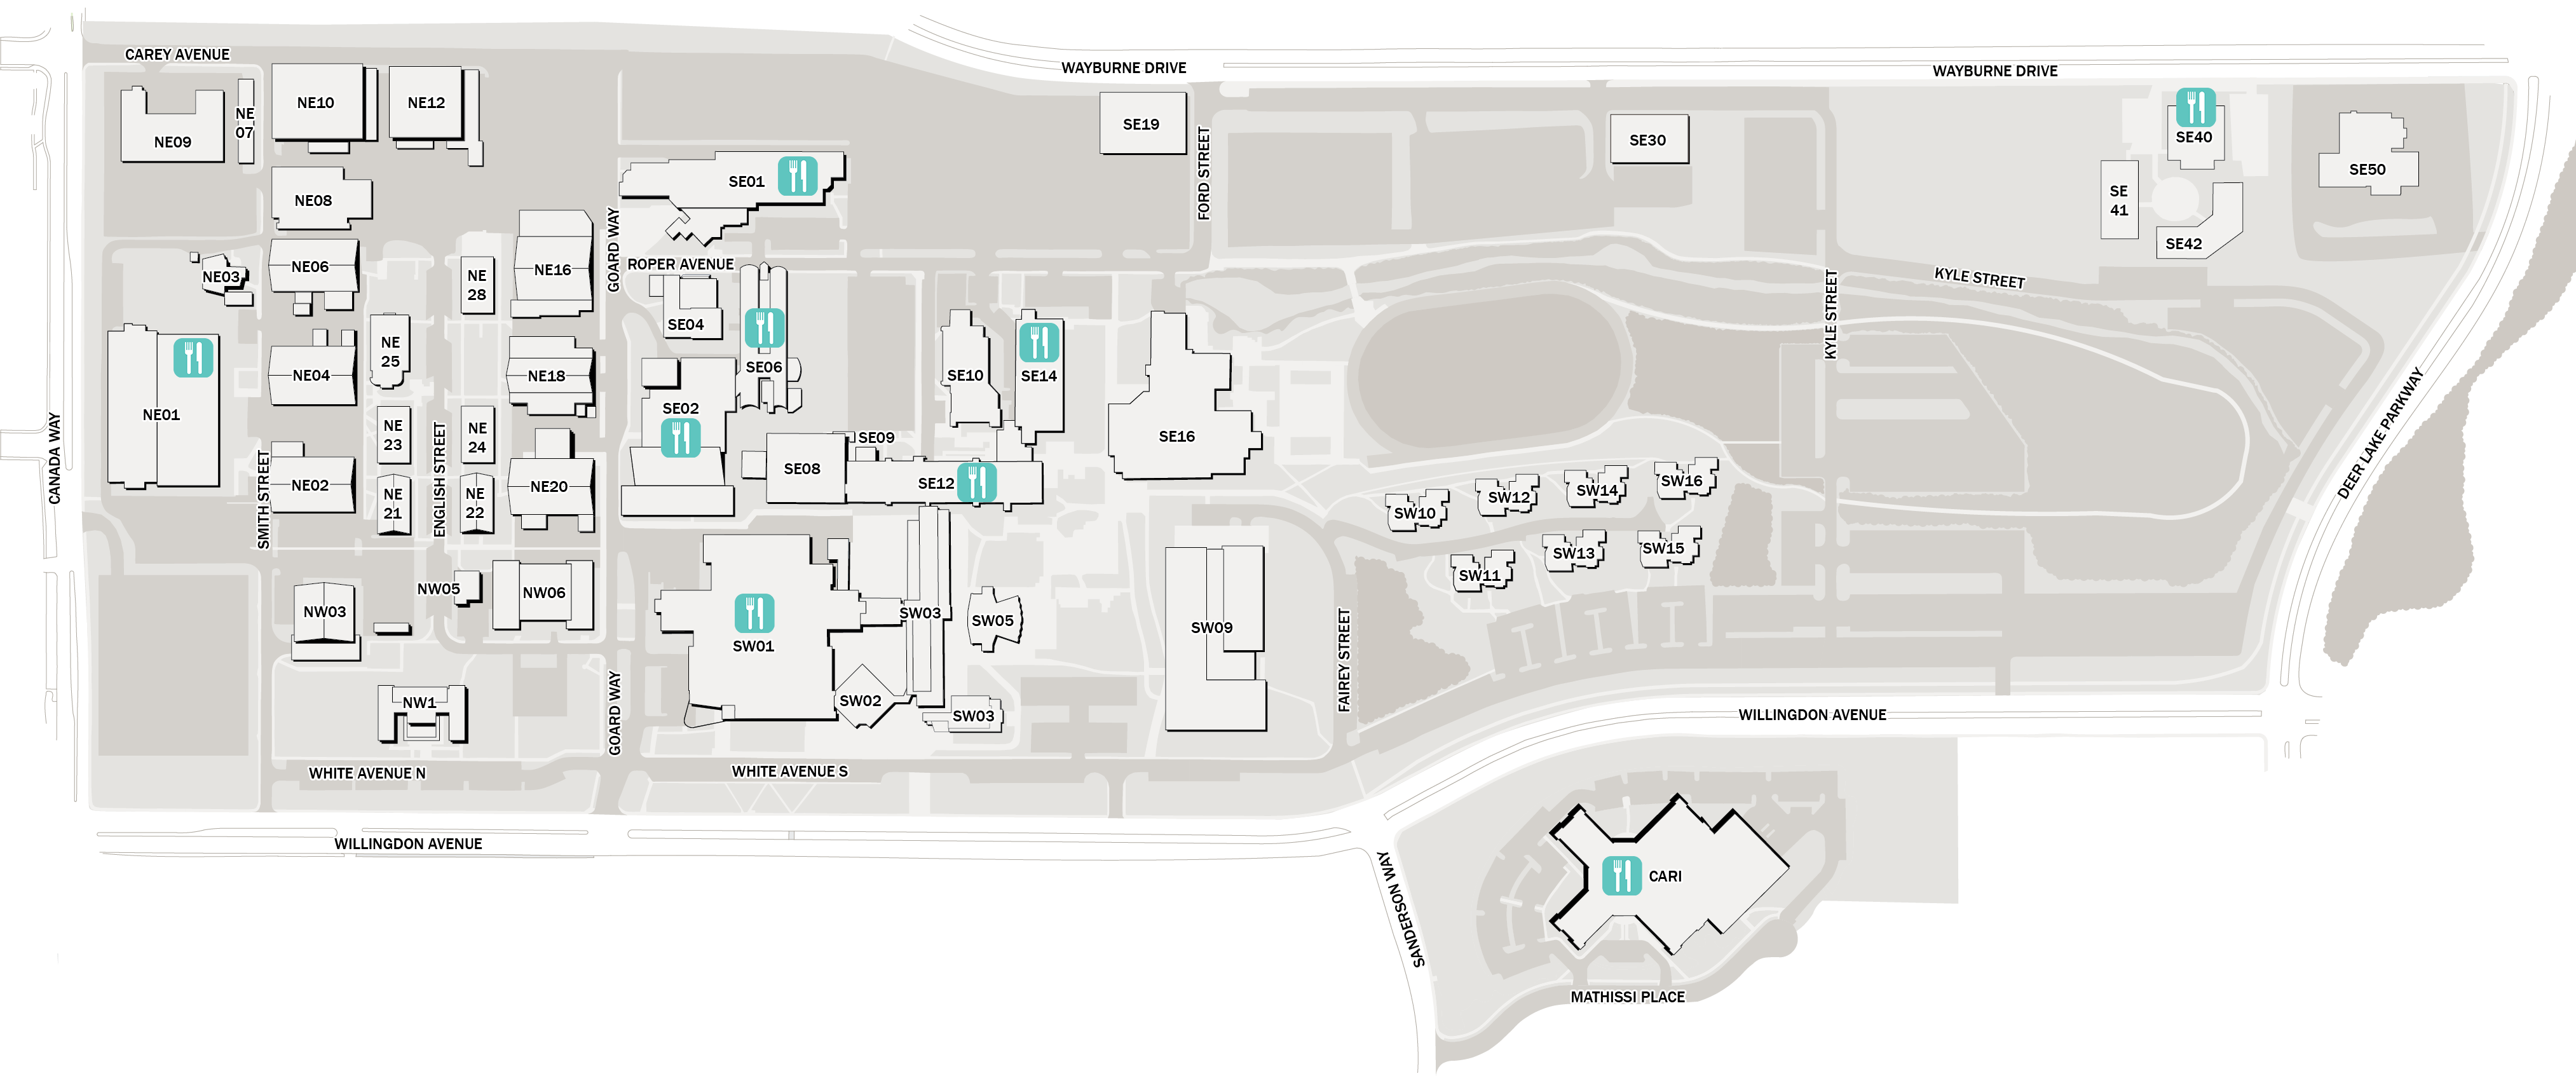 CAREY AVENUE
WAYBURNE DRIVE
WAYBURNE DRIVE
NE10
NE12
NE
07
NE09
SE19
SE30
SE40
SE50
FORD STREET
SE01
NE08
SE
41
SE42
GOARD WAY
ROPER AVENUE
NE03
NE06
NE
28
NE16
KYLE STREET
KYLE STREET
SE04
SE06
NE
25
NE04
NE18
SE10
SE14
NE01
SE02
SE16
CANADA WAY
DEER LAKE PARKWAY
NE
23
NE
24
SE09
SE08
SE12
SMITH STREET
ENGLISH STREET
NE02
NE
21
NE
22
NE20
SW10
SW12
SW14
SW16
SW11
SW13
SW15
NW05
NW06
NW03
SW01
SW03
SW05
SW09
FAIREY STREET
NW1
GOARD WAY
SW02
SW03
WILLINGDON AVENUE
WHITE AVENUE N
WHITE AVENUE S
WILLINGDON AVENUE
SANDERSON WAY
CARI
MATHISSI PLACE